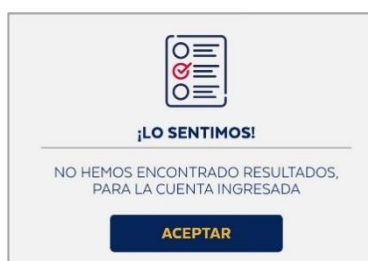 ¡LO SENTIMOS!
NO HEMOS ENCONTRADO RESULTADOS,
PARA LA CUENTA INGRESADA
ACEPTAR